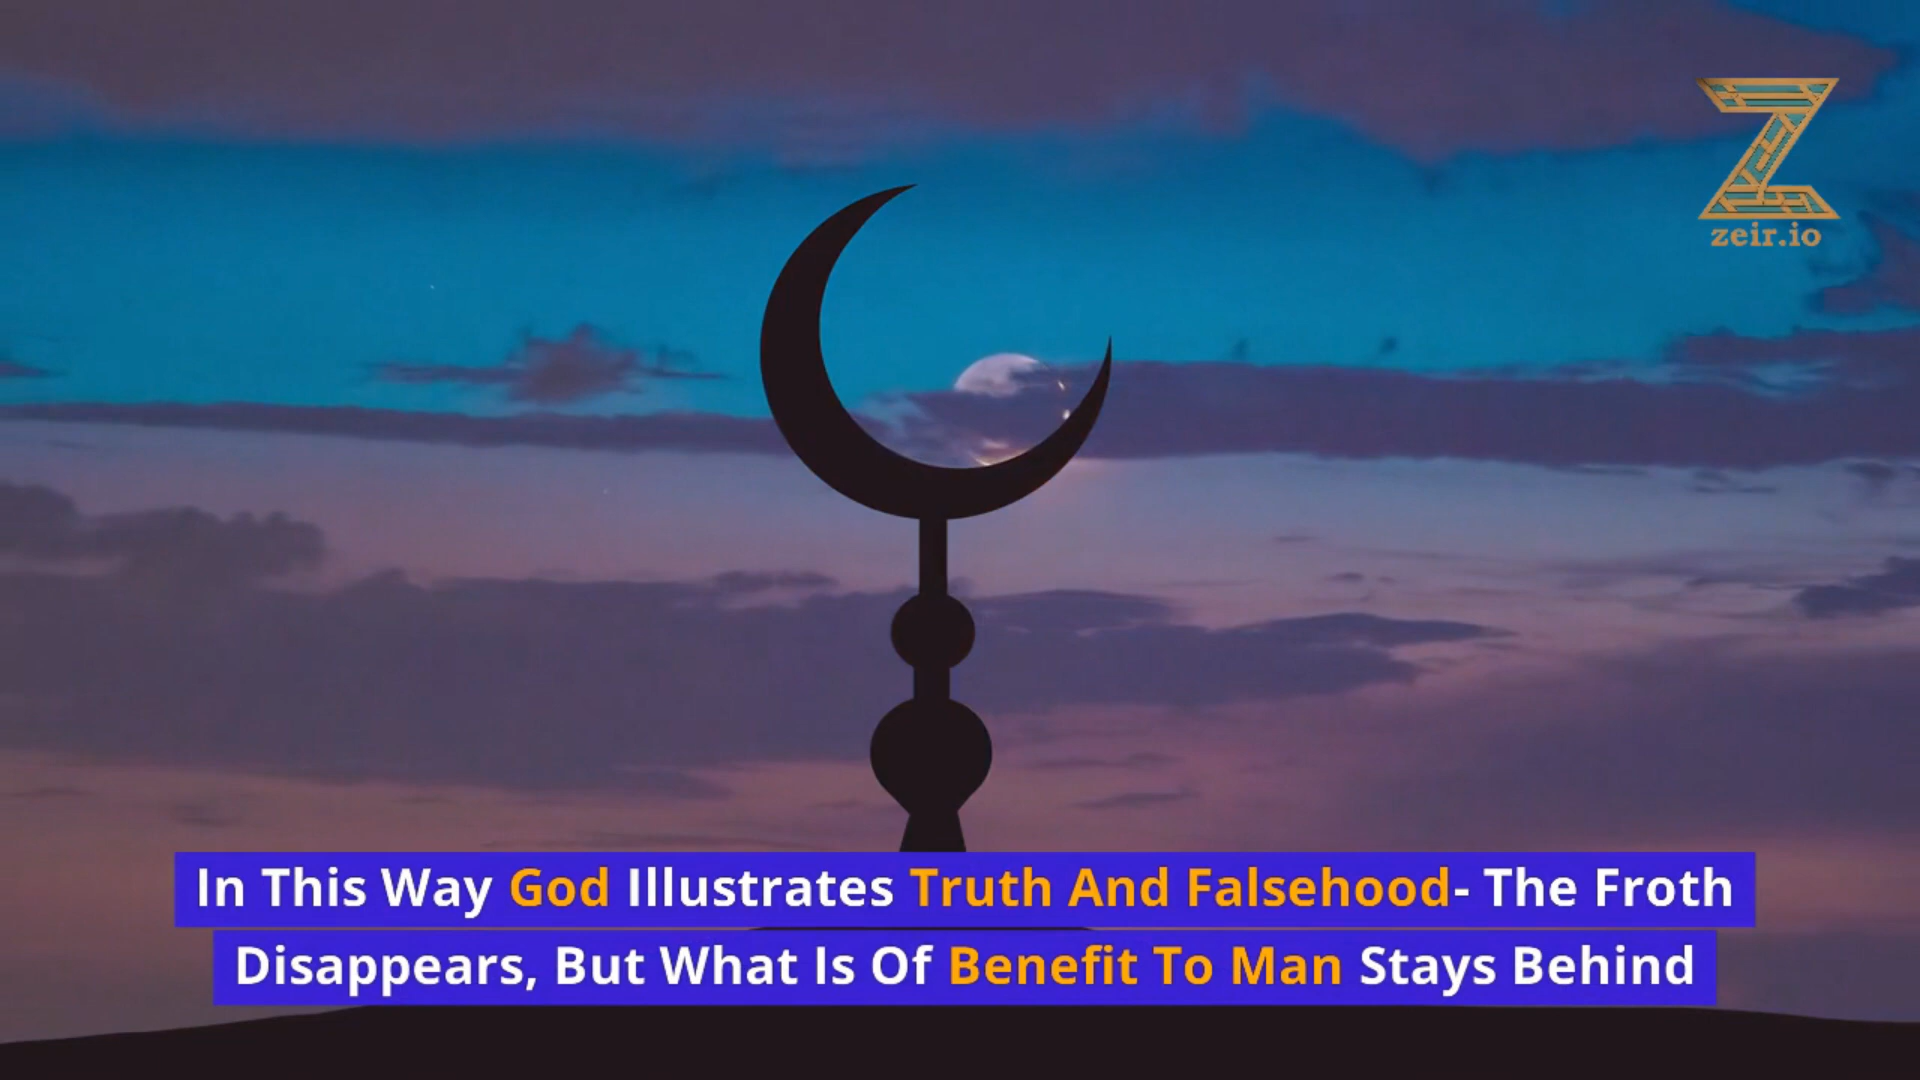 zeir.io
In This Way God Illustrates Truth And Falsehood- The Froth
Disappears, But What Is Of Benefit To Man Stays Behind